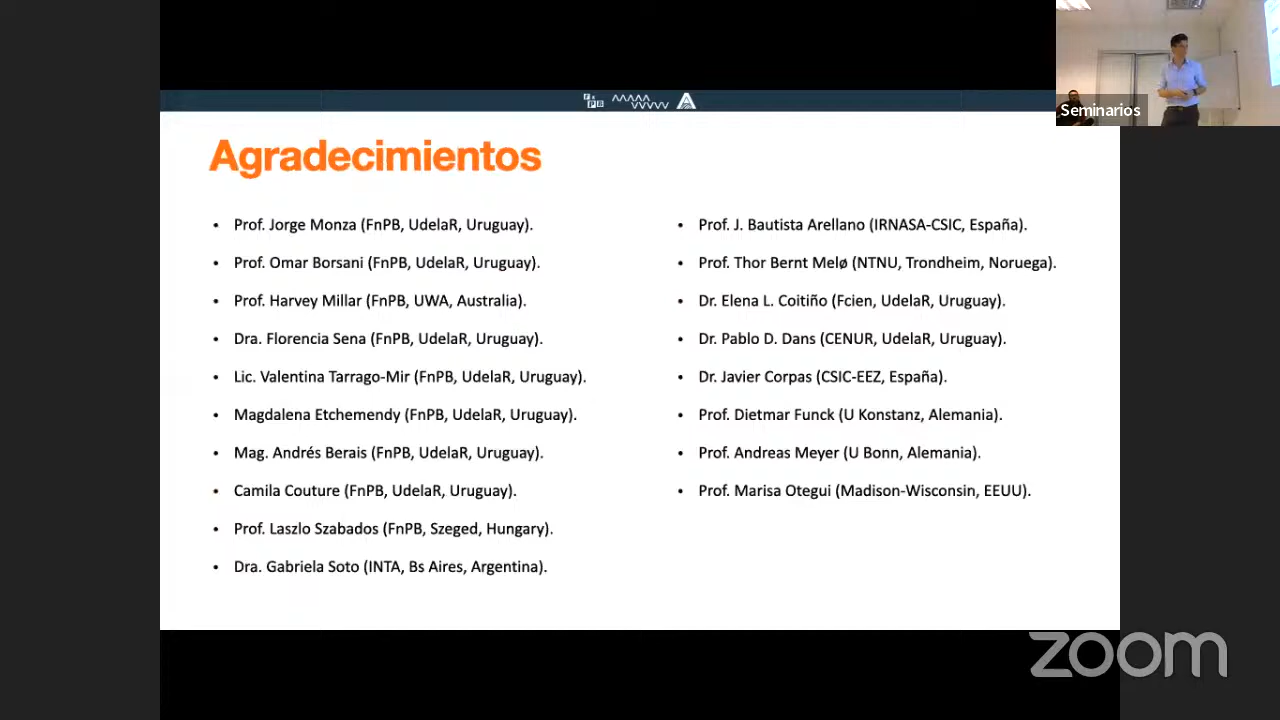 Seminarios
Agradecimientos
• Prof. Jorge Monza (FnPB, UdelaR, Uruguay).
• Prof. Omar Borsani (FnPB, UdelaR, Uruguay).
• Prof. Harvey Millar (FnPB, UWA, Australia).
• Dra. Florencia Sena (FnPB, UdelaR, Uruguay).
• Lic. Valentina Tarrago-Mir (FnPB, UdelaR, Uruguay).
• Magdalena Etchemendy (FnPB, UdelaR, Uruguay).
• Mag. Andrés Berais (FnPB, UdelaR, Uruguay).
• Camila Couture (FnPB, UdelaR, Uruguay).
• Prof. Laszlo Szabados (FnPB, Szeged, Hungary).
• Dra. Gabriela Soto (INTA, Bs Aires, Argentina).
• Prof. J. Bautista Arellano (IRNASA-CSIC, España).
• Prof. Thor Bernt Melø (NTNU, Trondheim, Noruega).
• Dr. Elena L. Coitiño (Fcien, UdelaR, Uruguay).
• Dr. Pablo D. Dans (CENUR, UdelaR, Uruguay).
• Dr. Javier Corpas (CSIC-EEZ, España).
• Prof. Dietmar Funck (U Konstanz, Alemania).
• Prof. Andreas Meyer (U Bonn, Alemania).
• Prof. Marisa Otegui (Madison-Wisconsin, EEUU).
zoom